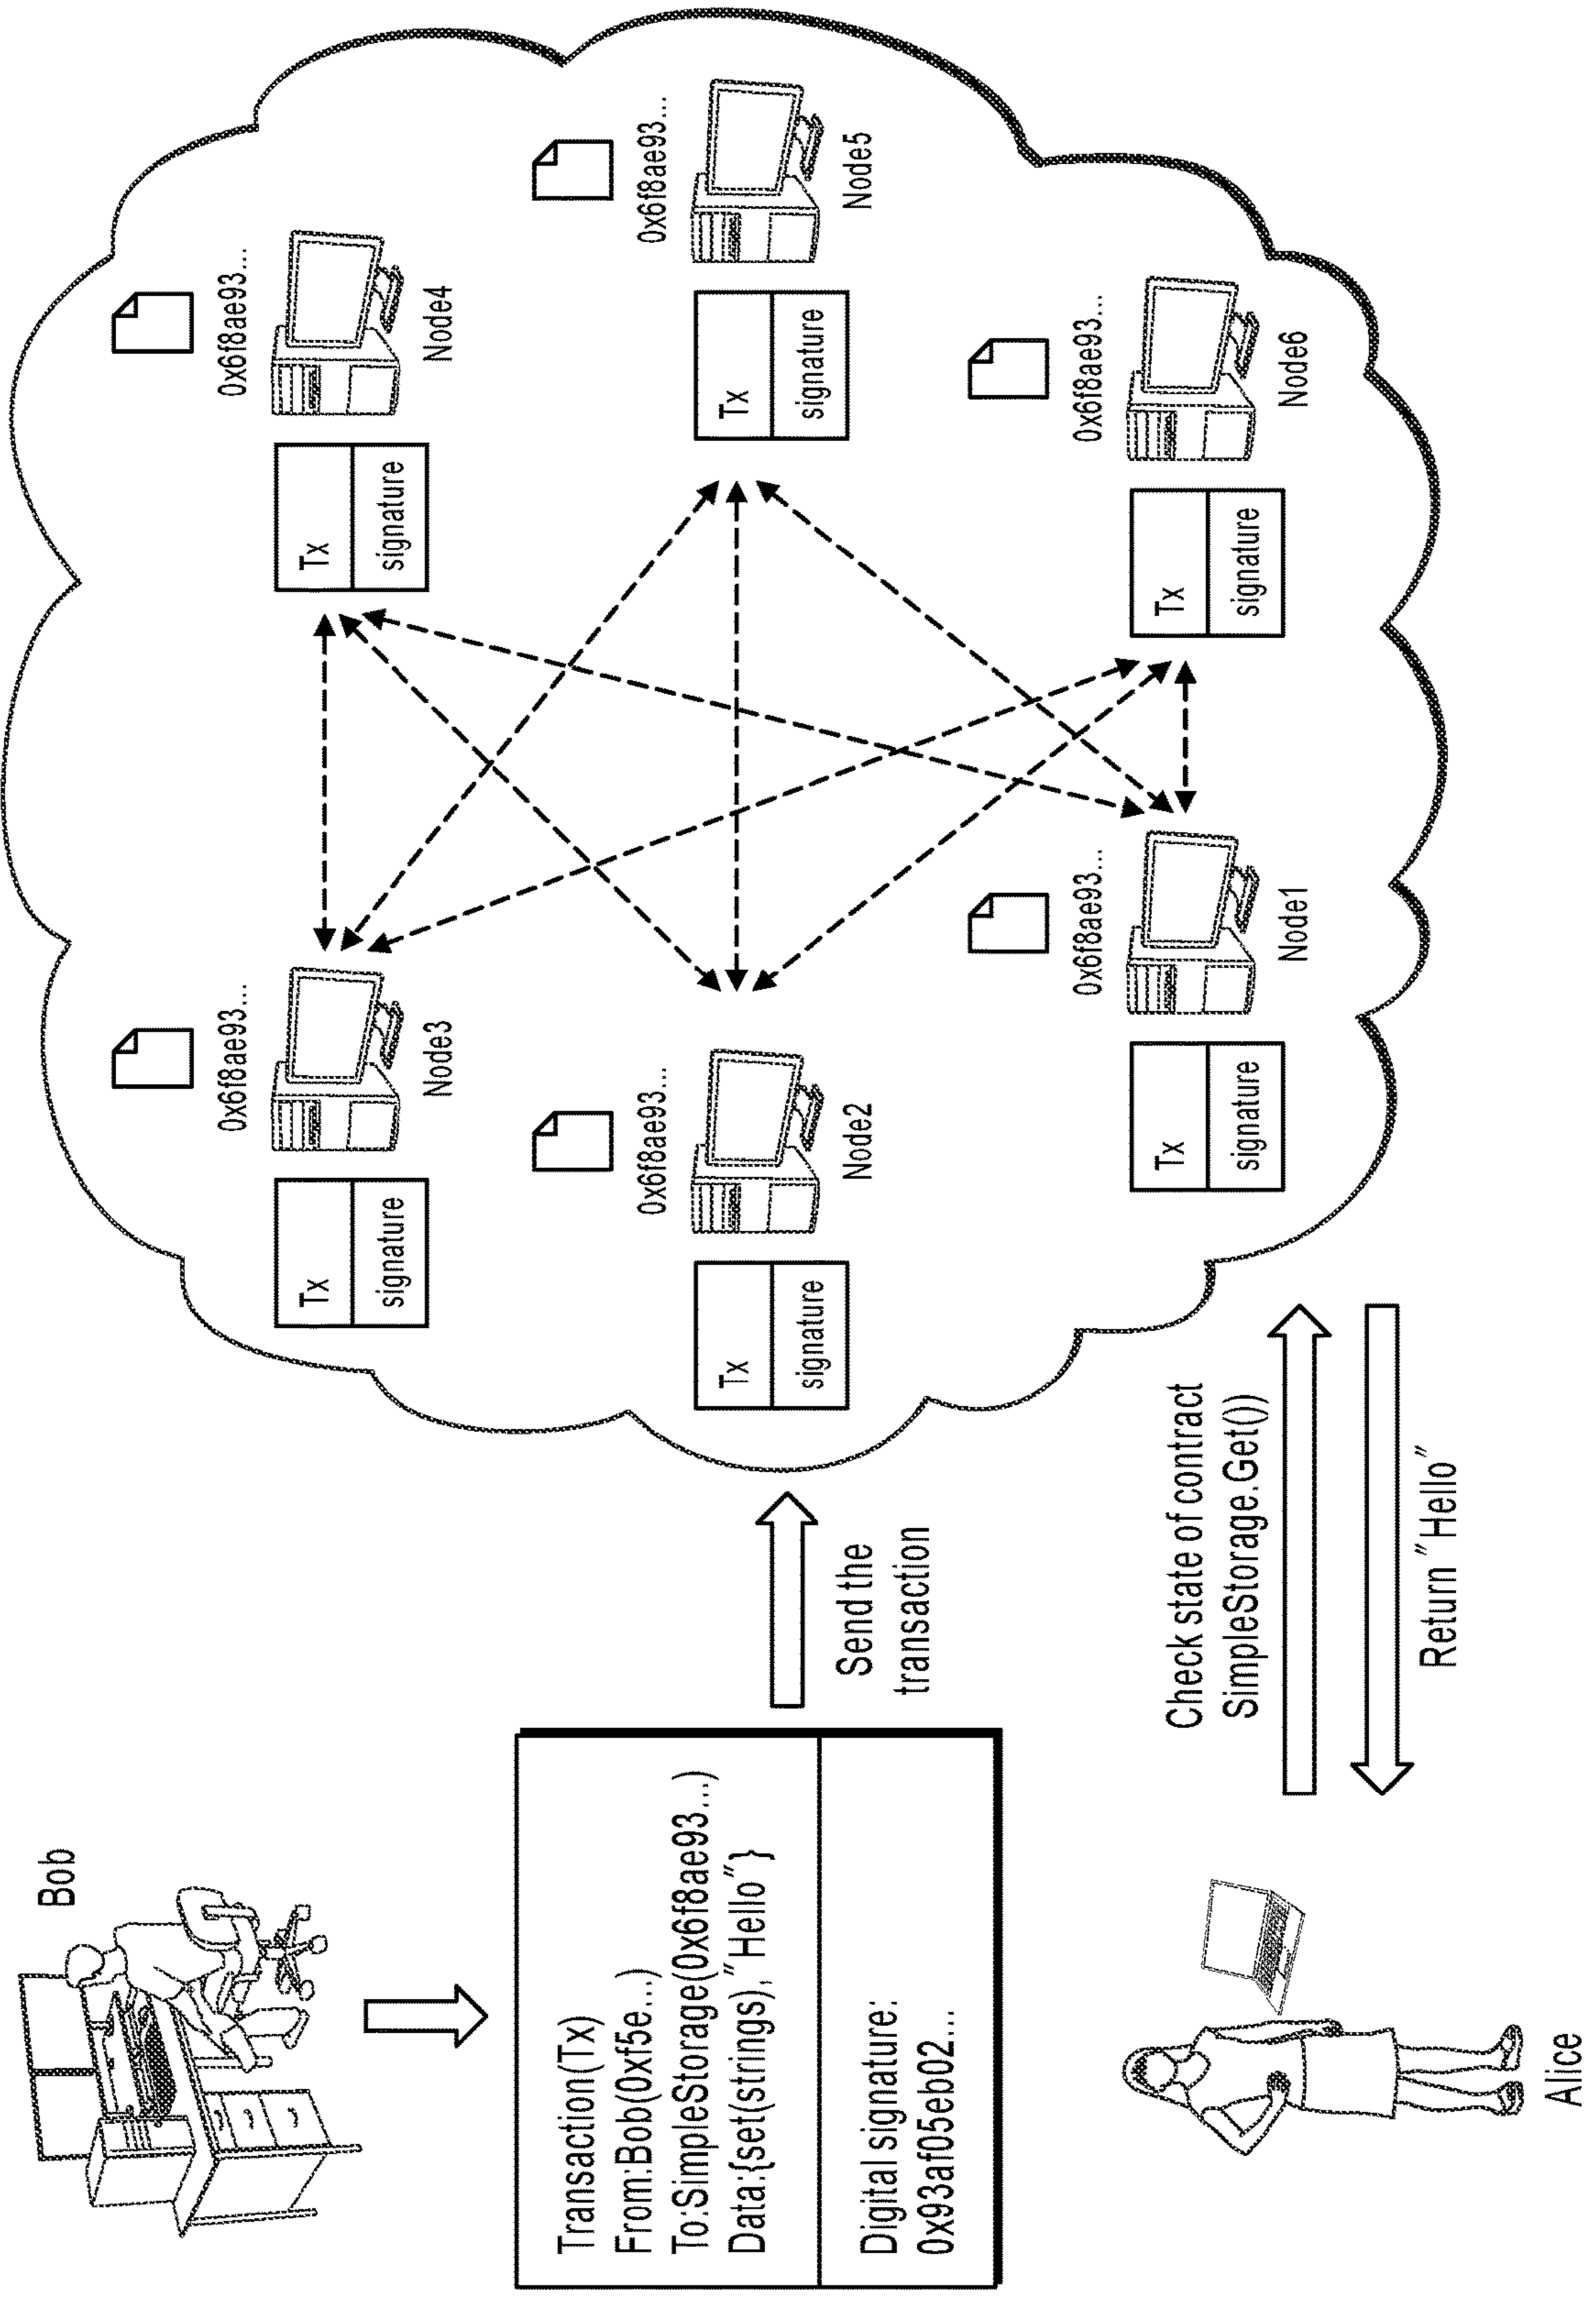 Bob
Transaction(Tx)
From:Bob(0xf5e...)
To:SimpleStorage(0x6f8ae93...)
Data:{set(strings),"Hello"}
Digital signature:
0x93af05eb02...
Send the
transaction
Alice
Check state of contract
SimpleStorage.Get())
Return "Hello"
0x6f8ae93...
Tx
signature
Node3
0x6f8ae93...
Tx
signature
Node4
0x6f8ae93...
Tx
signature
Node2
0x6f8ae93...
Tx
signature
Node5
0x6f8ae93...
Tx
signature
Node1
0x6f8ae93...
Tx
signature
Node6